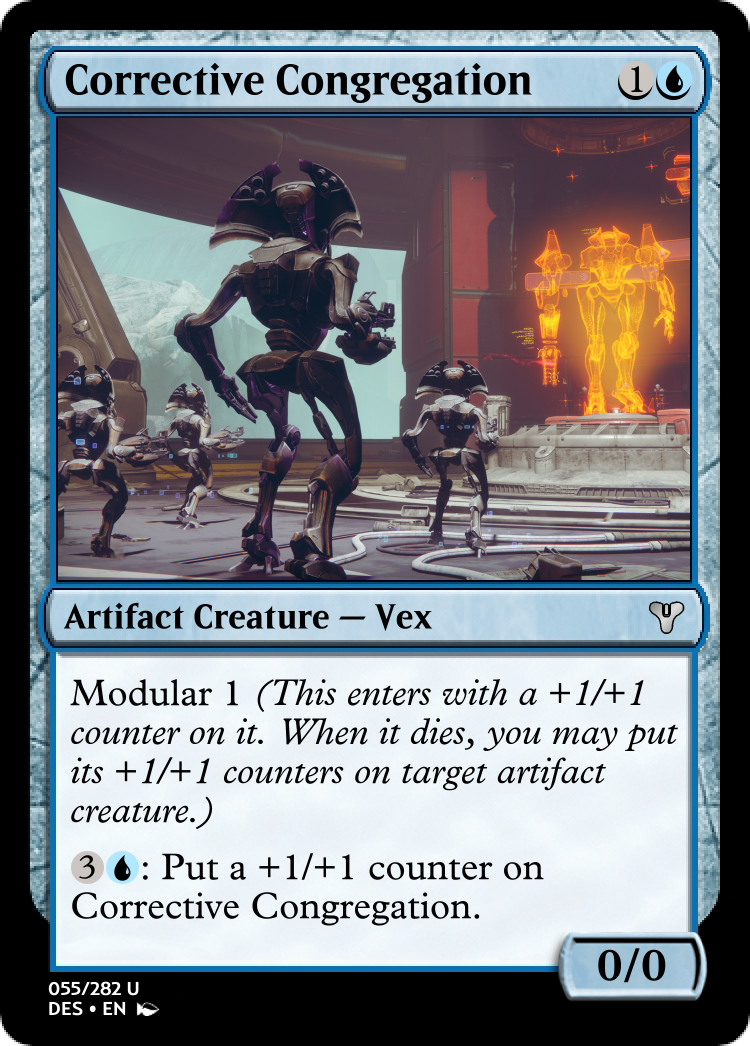 Corrective Congregation 1
Artifact Creature — Vex
Modular 1 (This enters with a +1/+1
counter on it. When it dies, you may put
its +1/+1 counters on target artifact
creature.)
3 : Put a +1/+1 counter on
Corrective Congregation.
0/0
055/282 U
DES • EN